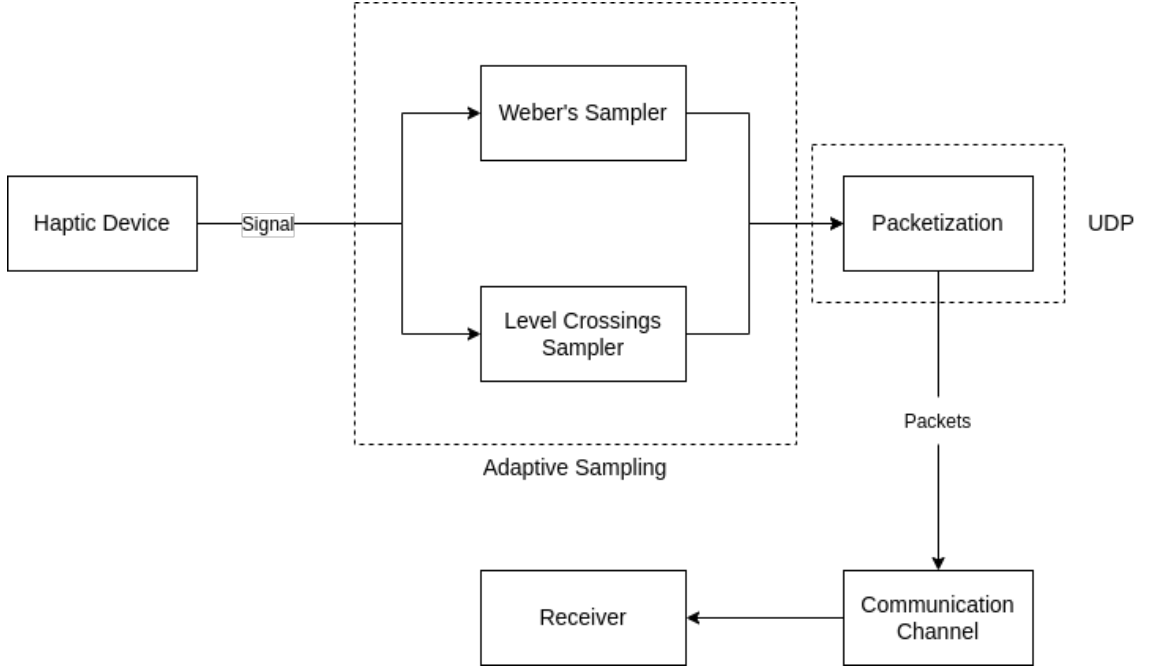 Weber's Sampler
Haptic Device
Signal
Packetization
UDP
Level Crossings
Sampler
Packets
Adaptive Sampling
Receiver
Communication
Channel